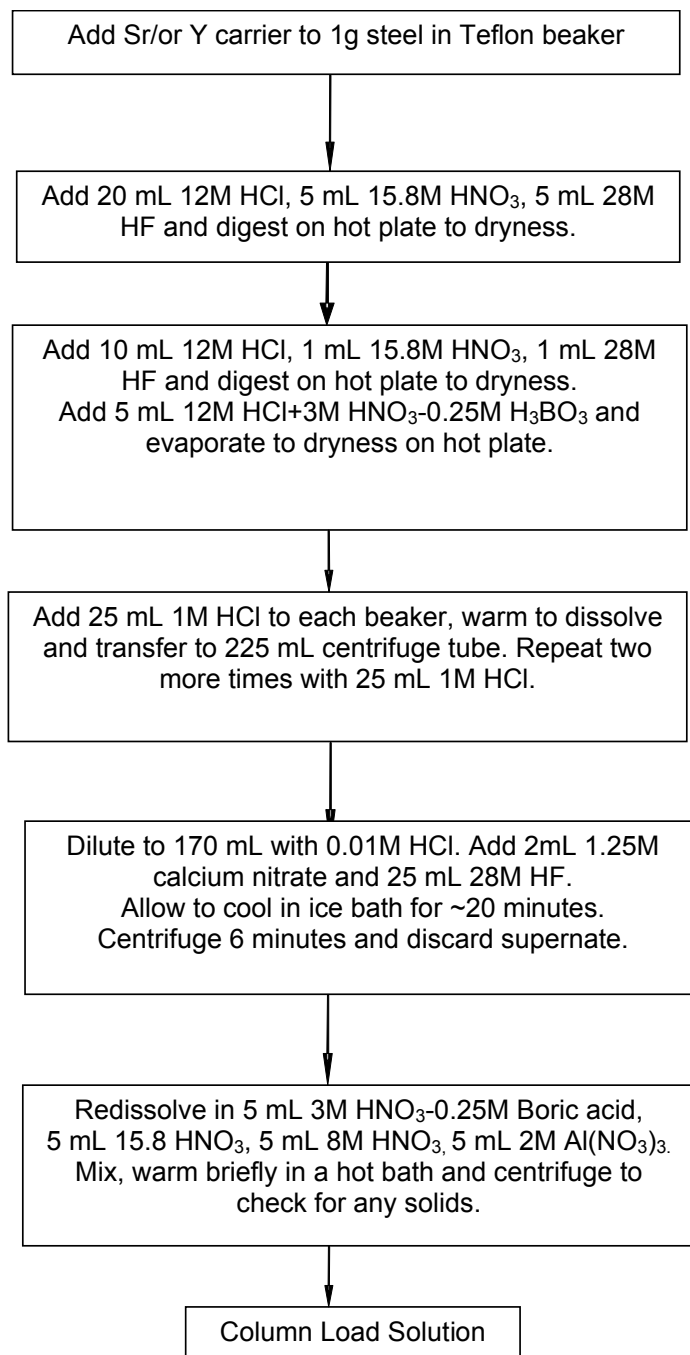 Add Sr/or Y carrier to 1g steel in Teflon beaker
Add 20 mL 12M HCl, 5 mL 15.8M HNO₃, 5 mL 28M
HF and digest on hot plate to dryness.
Add 10 mL 12M HCl, 1 mL 15.8M HNO₃, 1 mL 28M
HF and digest on hot plate to dryness.
Add 5 mL 12M HCl+3M HNO₃-0.25M H₃BO₃ and
evaporate to dryness on hot plate.
Add 25 mL 1M HCl to each beaker, warm to dissolve
and transfer to 225 mL centrifuge tube. Repeat two
more times with 25 mL 1M HCl.
Dilute to 170 mL with 0.01M HCl. Add 2mL 1.25M
calcium nitrate and 25 mL 28M HF.
Allow to cool in ice bath for ~20 minutes.
Centrifuge 6 minutes and discard supernate.
Redissolve in 5 mL 3M HNO₃-0.25M Boric acid,
5 mL 15.8 HNO₃, 5 mL 8M HNO₃, 5 mL 2M Al(NO₃)₃.
Mix, warm briefly in a hot bath and centrifuge to
check for any solids.
Column Load Solution